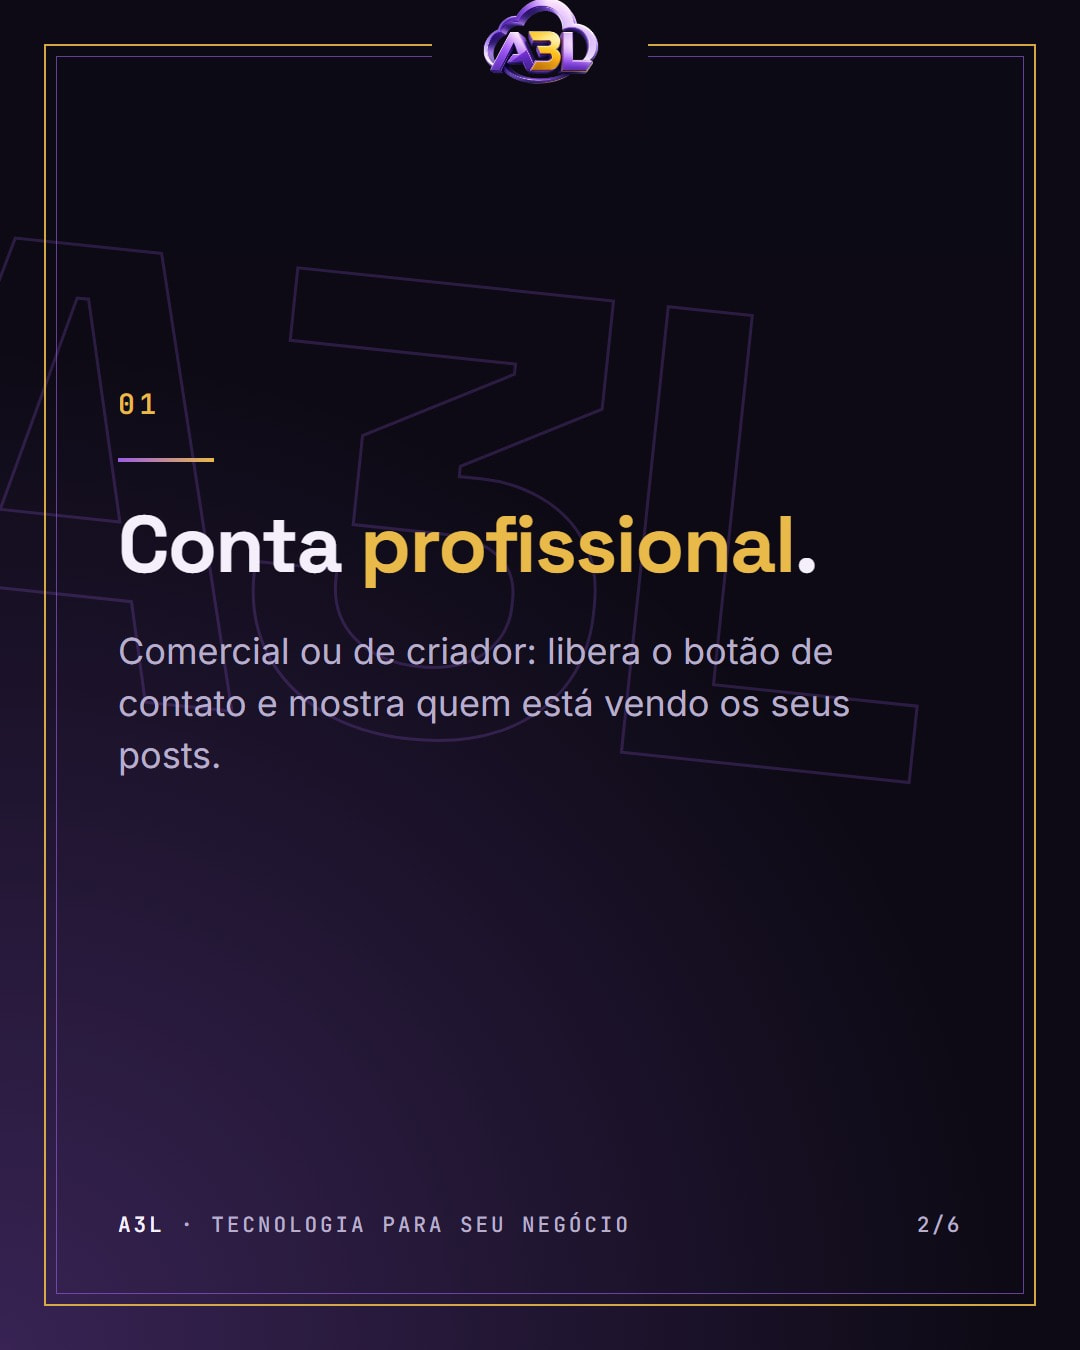 A3L
A3L
01
Conta profissional.
Comercial ou de criador: libera o botão de
contato e mostra quem está vendo os seus
posts.
A3L · TECNOLOGIA PARA SEU NEGÓCIO
2/6